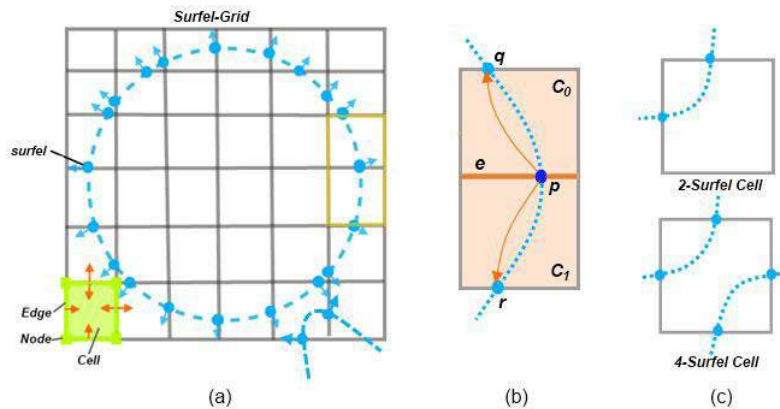 Surfel-Grid
surfel
Edge
Node
Cell
(a)
q
C0
e
p
C1
r
(b)
2-Surfel Cell
4-Surfel Cell
(c)